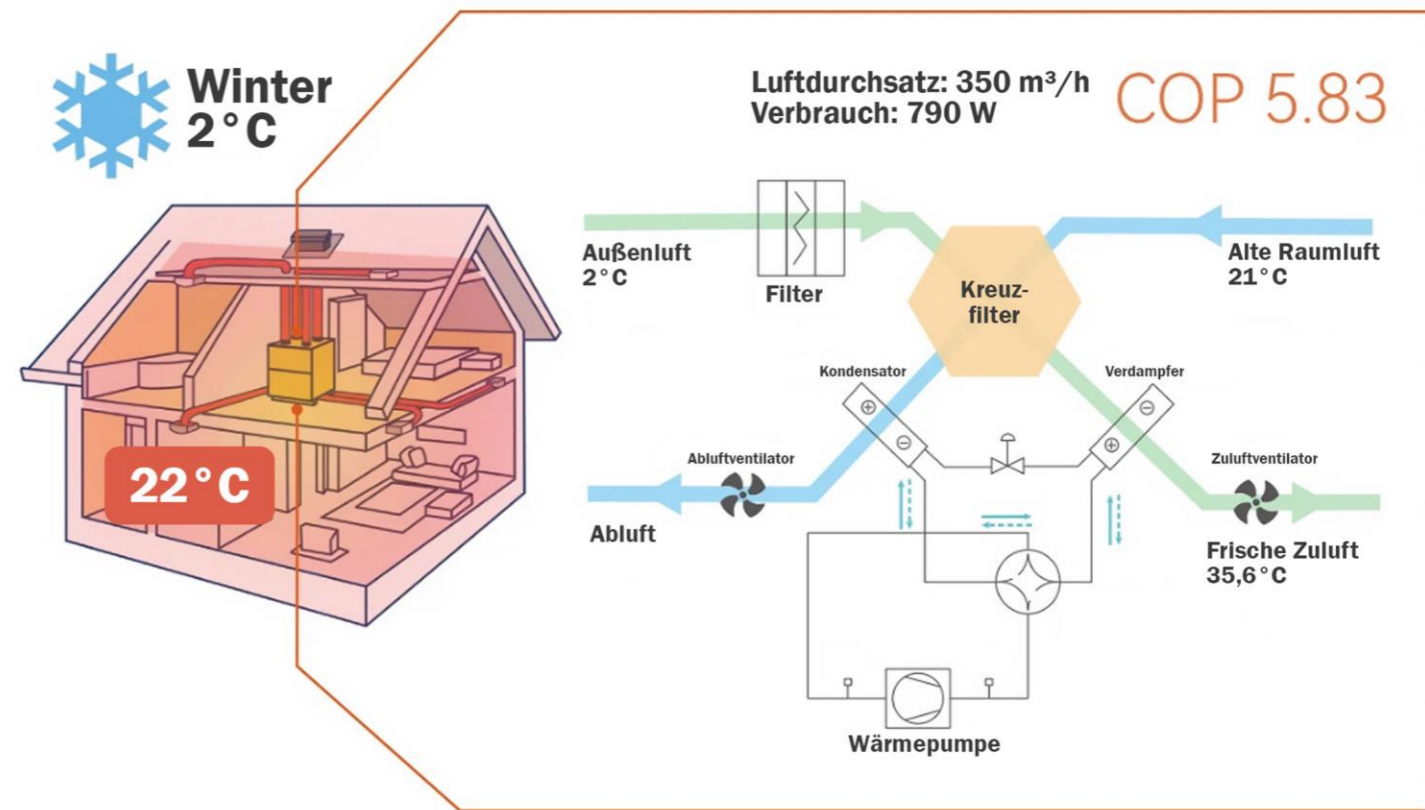 Winter
2°C
Luftdurchsatz: 350 m³/h
Verbrauch: 790 W
COP 5.83
Außenluft
2°C
Filter
Kreuz-
filter
Alte Raumluft
21°C
Kondensator
Verdampfer
22°C
Abluftventilator
Zuluftventilator
Abluft
Frische Zuluft
35,6°C
Wärmepumpe